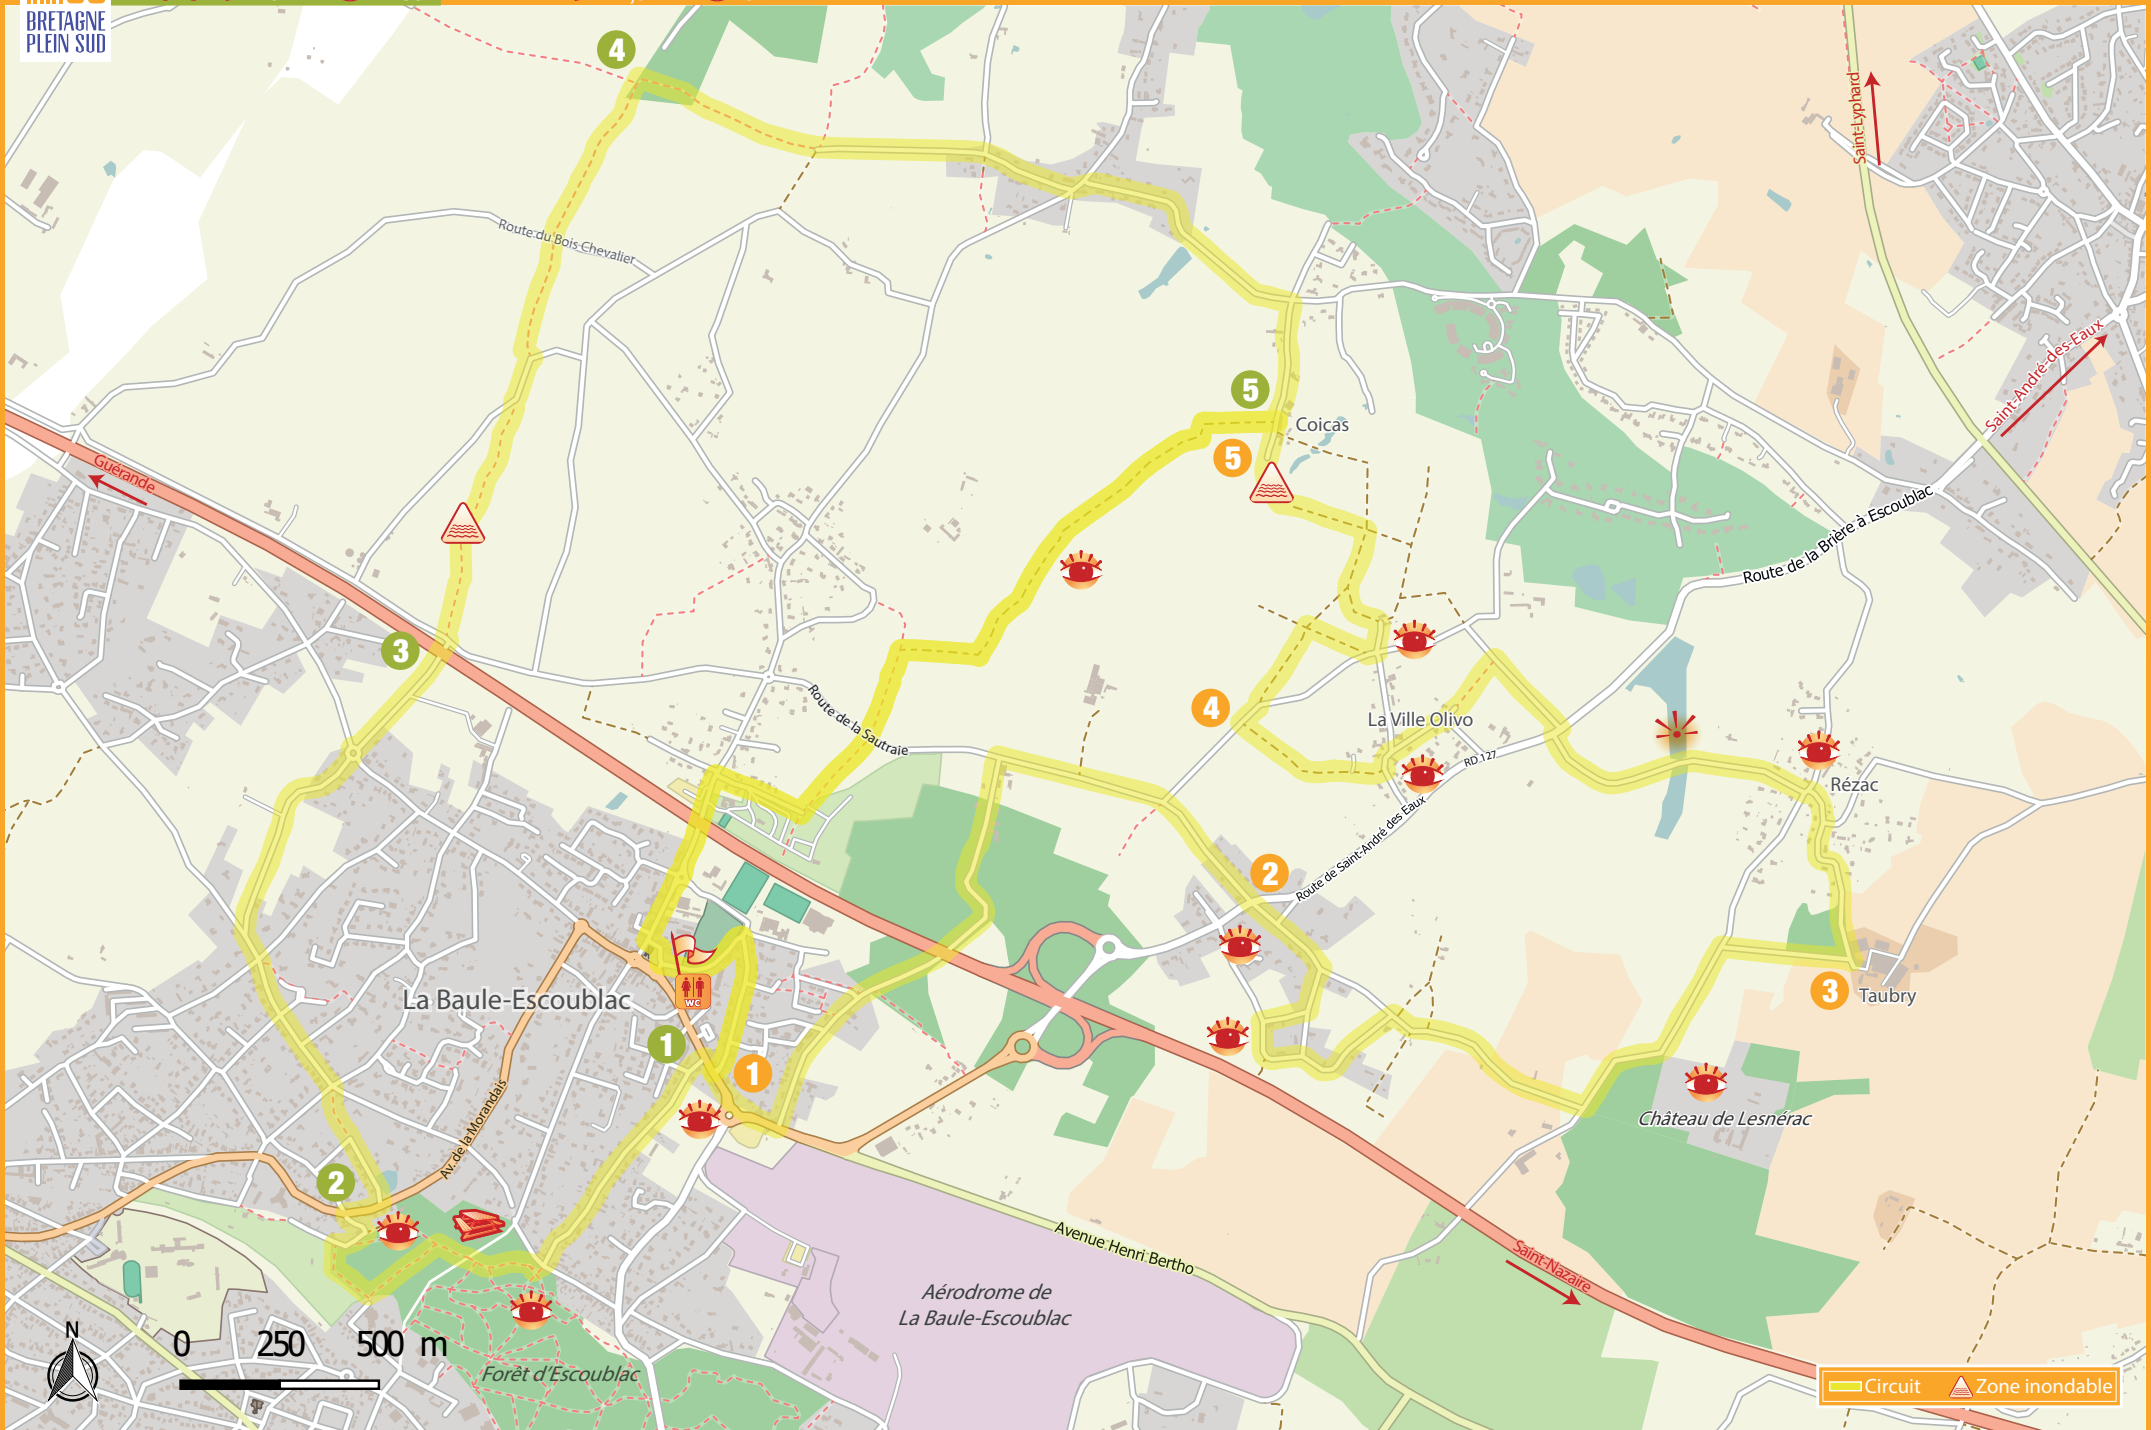 BRETAGNE
PLEIN SUD
4
Saint-Lyphard
Route du Bois Chevalier
Saint-André-des-Eaux
5
Coicas
5
Guérande
Route de la Brière à Escoublac
3
Route de la Sautraie
4
La Ville Olivo
RD 127
Rézac
Route de Saint-André des Eaux
2
La Baule-Escoublac
WC
3
Taubry
1
1
Av. de la Morandais
Château de Lesnérac
2
Avenue Henri Bertho
Saint-Nazaire
Aérodrome de
La Baule-Escoublac
N
0 250 500 m
Forêt d'Escoublac
Circuit
Zone inondable